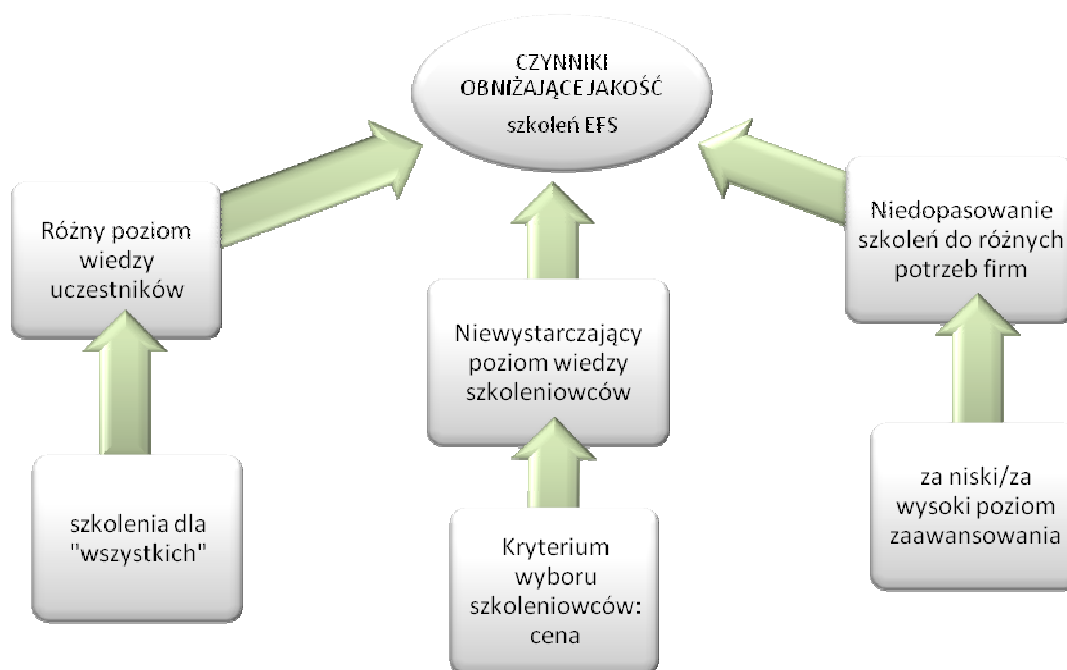 CZYNNIKI
OBNIŻAJĄCE JAKOŚĆ
szkoleń EFS
Różny poziom
wiedzy
uczestników
Niewystarczający
poziom wiedzy
szkoleniowców
Niedopasowanie
szkoleń do różnych
potrzeb firm
szkolenia dla
"wszystkich"
Kryterium
wyboru
szkoleniowców:
cena
za niski/za
wysoki poziom
zaawansowania